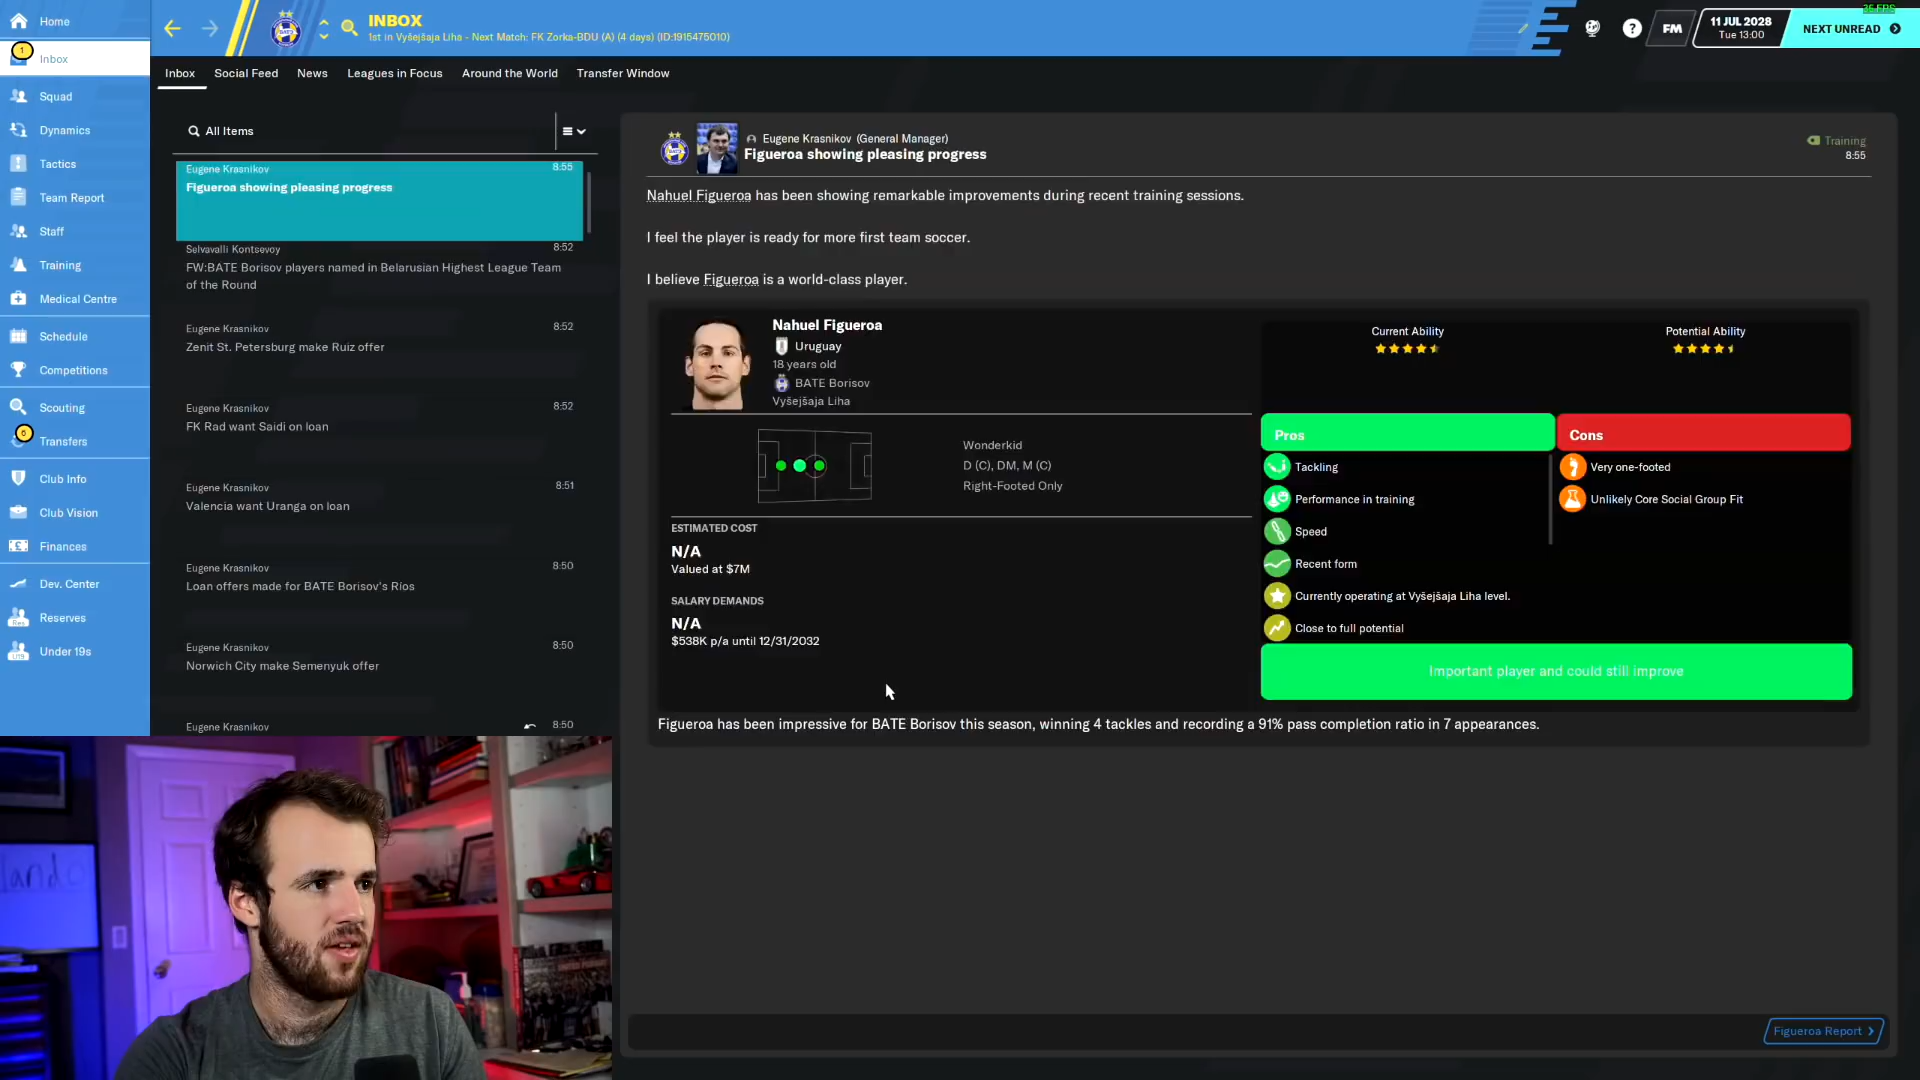 Home
1
Inbox
Squad
Dynamics
Tactics
Team Report
Staff
Training
Medical Centre
Schedule
Competitions
Scouting
6
Transfers
Club Info
Club Vision
Finances
Dev. Center
Reserves
Under 19s
INBOX
1st in Vyšejšaja Liha - Next Match: FK Zorka-BDU (A) (4 days) (ID:1915475010)
?
FM
11 JUL 2028
Tue 13:00
35 FPS
NEXT UNREAD
Inbox
Social Feed
News
Leagues in Focus
Around the World
Transfer Window
All Items
Eugene Krasnikov
8:55
Figueroa showing pleasing progress
Selvavalli Kontsevoy
8:52
FW:BATE Borisov players named in Belarusian Highest League Team
of the Round
Eugene Krasnikov
8:52
Zenit St. Petersburg make Ruiz offer
Eugene Krasnikov
8:52
FK Rad want Saidi on loan
Eugene Krasnikov
8:51
Valencia want Uranga on loan
Eugene Krasnikov
8:50
Loan offers made for BATE Borisov's Ríos
Eugene Krasnikov
8:50
Norwich City make Semenyuk offer
Eugene Krasnikov
8:50
Eugene Krasnikov (General Manager)
Figueroa showing pleasing progress
Training
8:55
Nahuel Figueroa has been showing remarkable improvements during recent training sessions.
I feel the player is ready for more first team soccer.
I believe Figueroa is a world-class player.
Nahuel Figueroa
Uruguay
18 years old
BATE Borisov
Vyšejšaja Liha
Current Ability
Potential Ability
Wonderkid
D (C), DM, M (C)
Right-Footed Only
ESTIMATED COST
N/A
Valued at $7M
SALARY DEMANDS
N/A
$538K p/a until 12/31/2032
Pros
Tackling
Performance in training
Speed
Recent form
Currently operating at Vyšejšaja Liha level.
Close to full potential
Cons
Very one-footed
Unlikely Core Social Group Fit
Important player and could still improve
Figueroa has been impressive for BATE Borisov this season, winning 4 tackles and recording a 91% pass completion ratio in 7 appearances.
Figueroa Report